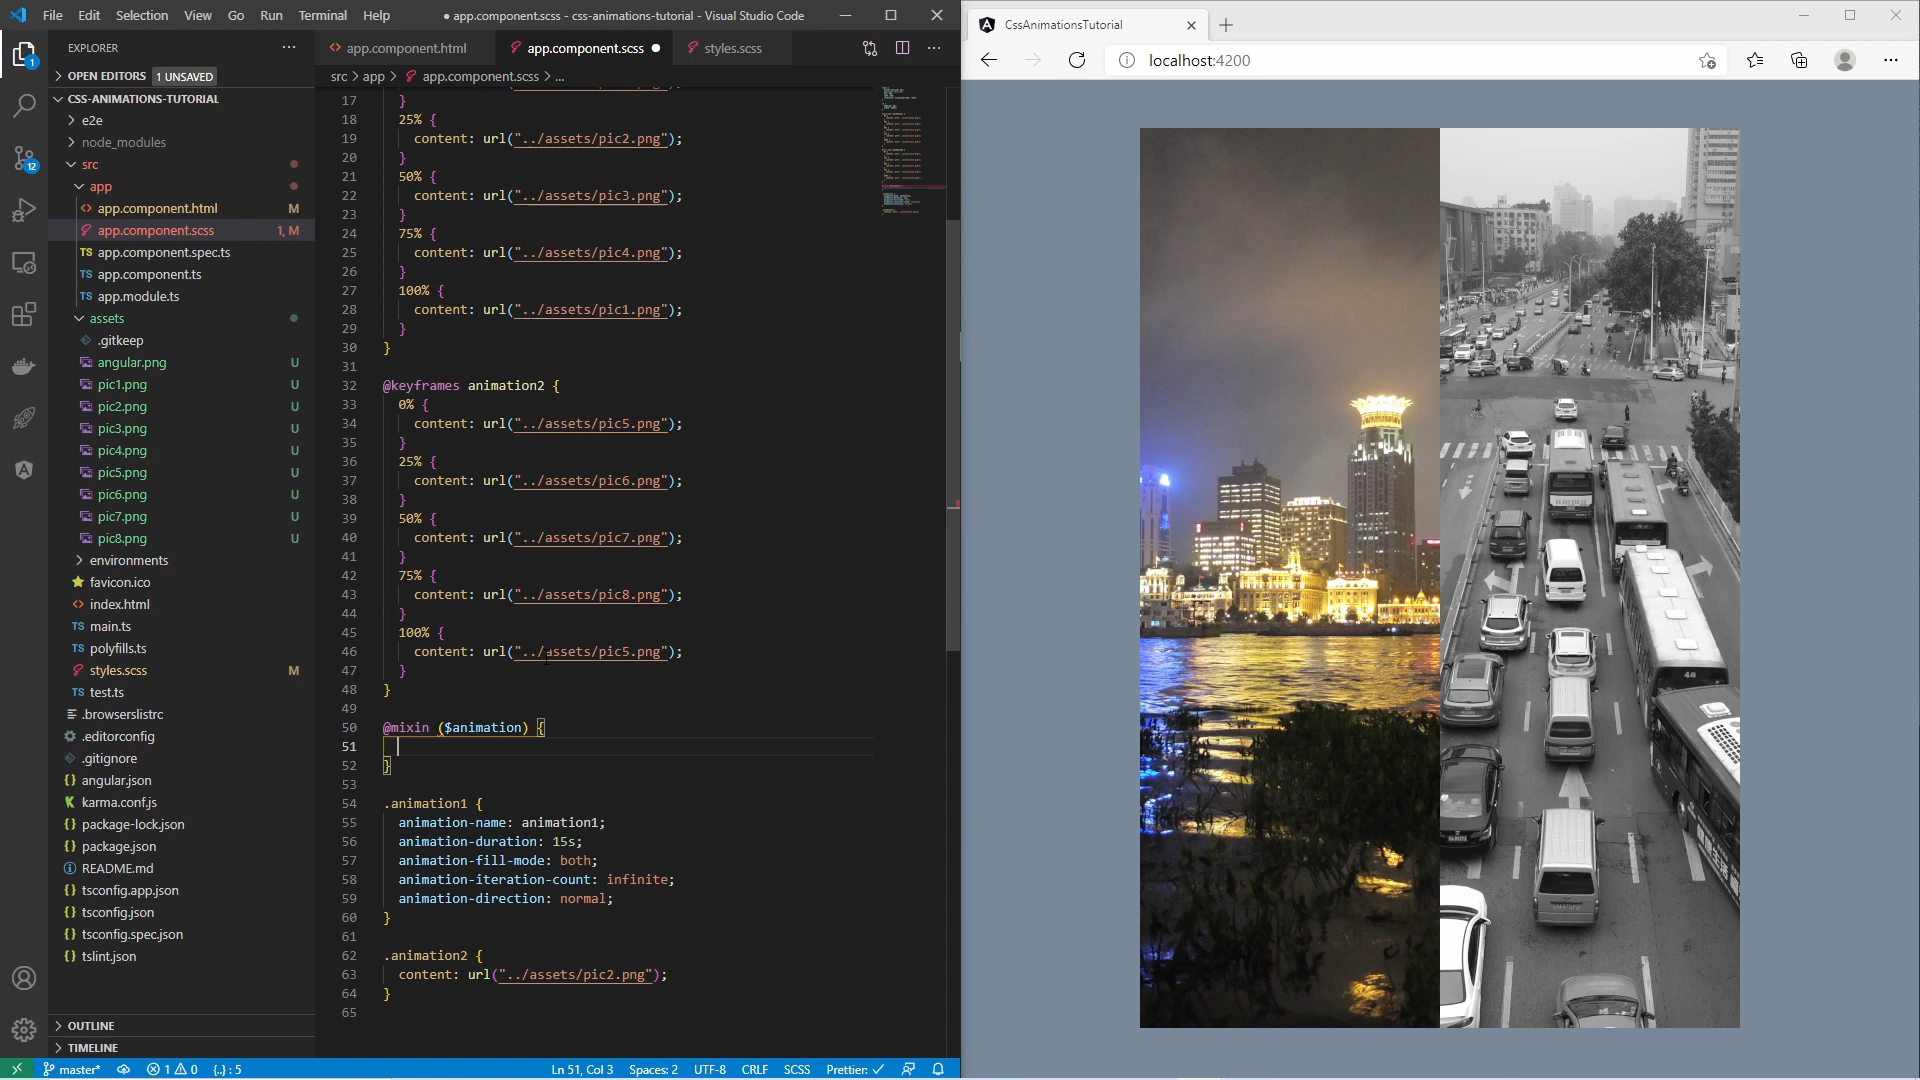 File Edit Selection View Go Run Terminal Help
● app.component.scss - css-animations-tutorial - Visual Studio Code
EXPLORER
OPEN EDITORS 1 UNSAVED
CSS-ANIMATIONS-TUTORIAL
e2e
node_modules
src
app
app.component.html M
app.component.scss 1, M
TS app.component.spec.ts
TS app.component.ts
TS app.module.ts
assets
.gitkeep
angular.png U
pic1.png U
pic2.png U
pic3.png U
pic4.png U
pic5.png U
pic6.png U
pic7.png U
pic8.png U
environments
favicon.ico
index.html
TS main.ts
TS polyfills.ts
styles.scss M
TS test.ts
.browserslistrc
.editorconfig
.gitignore
{} angular.json
karma.conf.js
{} package-lock.json
{} package.json
README.md
{} tsconfig.app.json
{} tsconfig.json
{} tsconfig.spec.json
{} tslint.json
OUTLINE
TIMELINE
1
12
app.component.html app.component.scss ● styles.scss
src > app > app.component.scss > ...
17 }
18 25% {
19 content: url("../assets/pic2.png");
20 }
21 50% {
22 content: url("../assets/pic3.png");
23 }
24 75% {
25 content: url("../assets/pic4.png");
26 }
27 100% {
28 content: url("../assets/pic1.png");
29 }
30 }
31
32 @keyframes animation2 {
33 0% {
34 content: url("../assets/pic5.png");
35 }
36 25% {
37 content: url("../assets/pic6.png");
38 }
39 50% {
40 content: url("../assets/pic7.png");
41 }
42 75% {
43 content: url("../assets/pic8.png");
44 }
45 100% {
46 content: url("../assets/pic5.png");
47 }
48 }
49
50 @mixin ($animation) {
51
52 }
53
54 .animation1 {
55 animation-name: animation1;
56 animation-duration: 15s;
57 animation-fill-mode: both;
58 animation-iteration-count: infinite;
59 animation-direction: normal;
60 }
61
62 .animation2 {
63 content: url("../assets/pic2.png");
64 }
65
master* 1 0 {..} : 5
Ln 51, Col 3 Spaces: 2 UTF-8 CRLF SCSS Prettier: ✓
CssAnimationsTutorial
localhost:4200